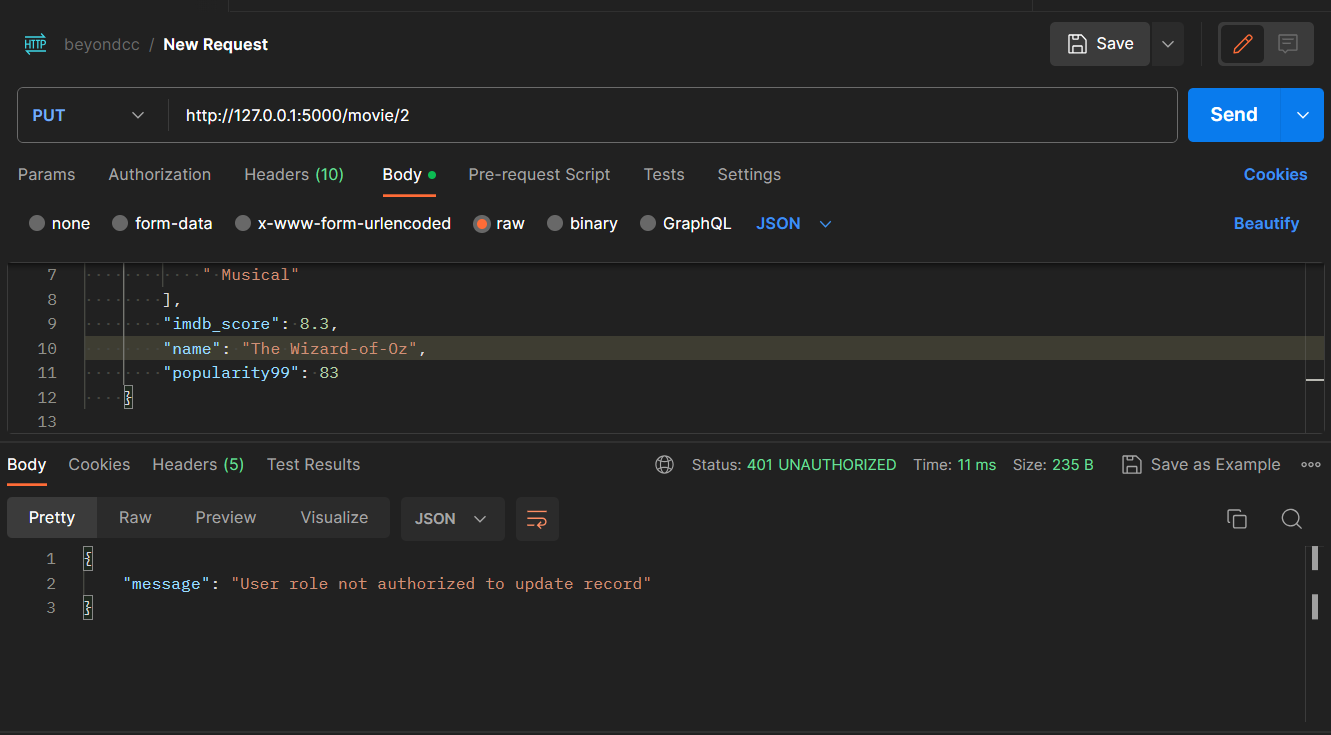 HTTP beyondcc / New Request Save
PUT http://127.0.0.1:5000/movie/2 Send
Params Authorization Headers (10) Body Pre-request Script Tests Settings Cookies
none form-data x-www-form-urlencoded raw binary GraphQL JSON Beautify
7 " Musical"
8 ],
9 "imdb_score": 8.3,
10 "name": "The Wizard-of-Oz",
11 "popularity99": 83
12 }
13
Body Cookies Headers (5) Test Results Status: 401 UNAUTHORIZED Time: 11 ms Size: 235 B Save as Example
Pretty Raw Preview Visualize JSON
1 {
2 "message": "User role not authorized to update record"
3 }